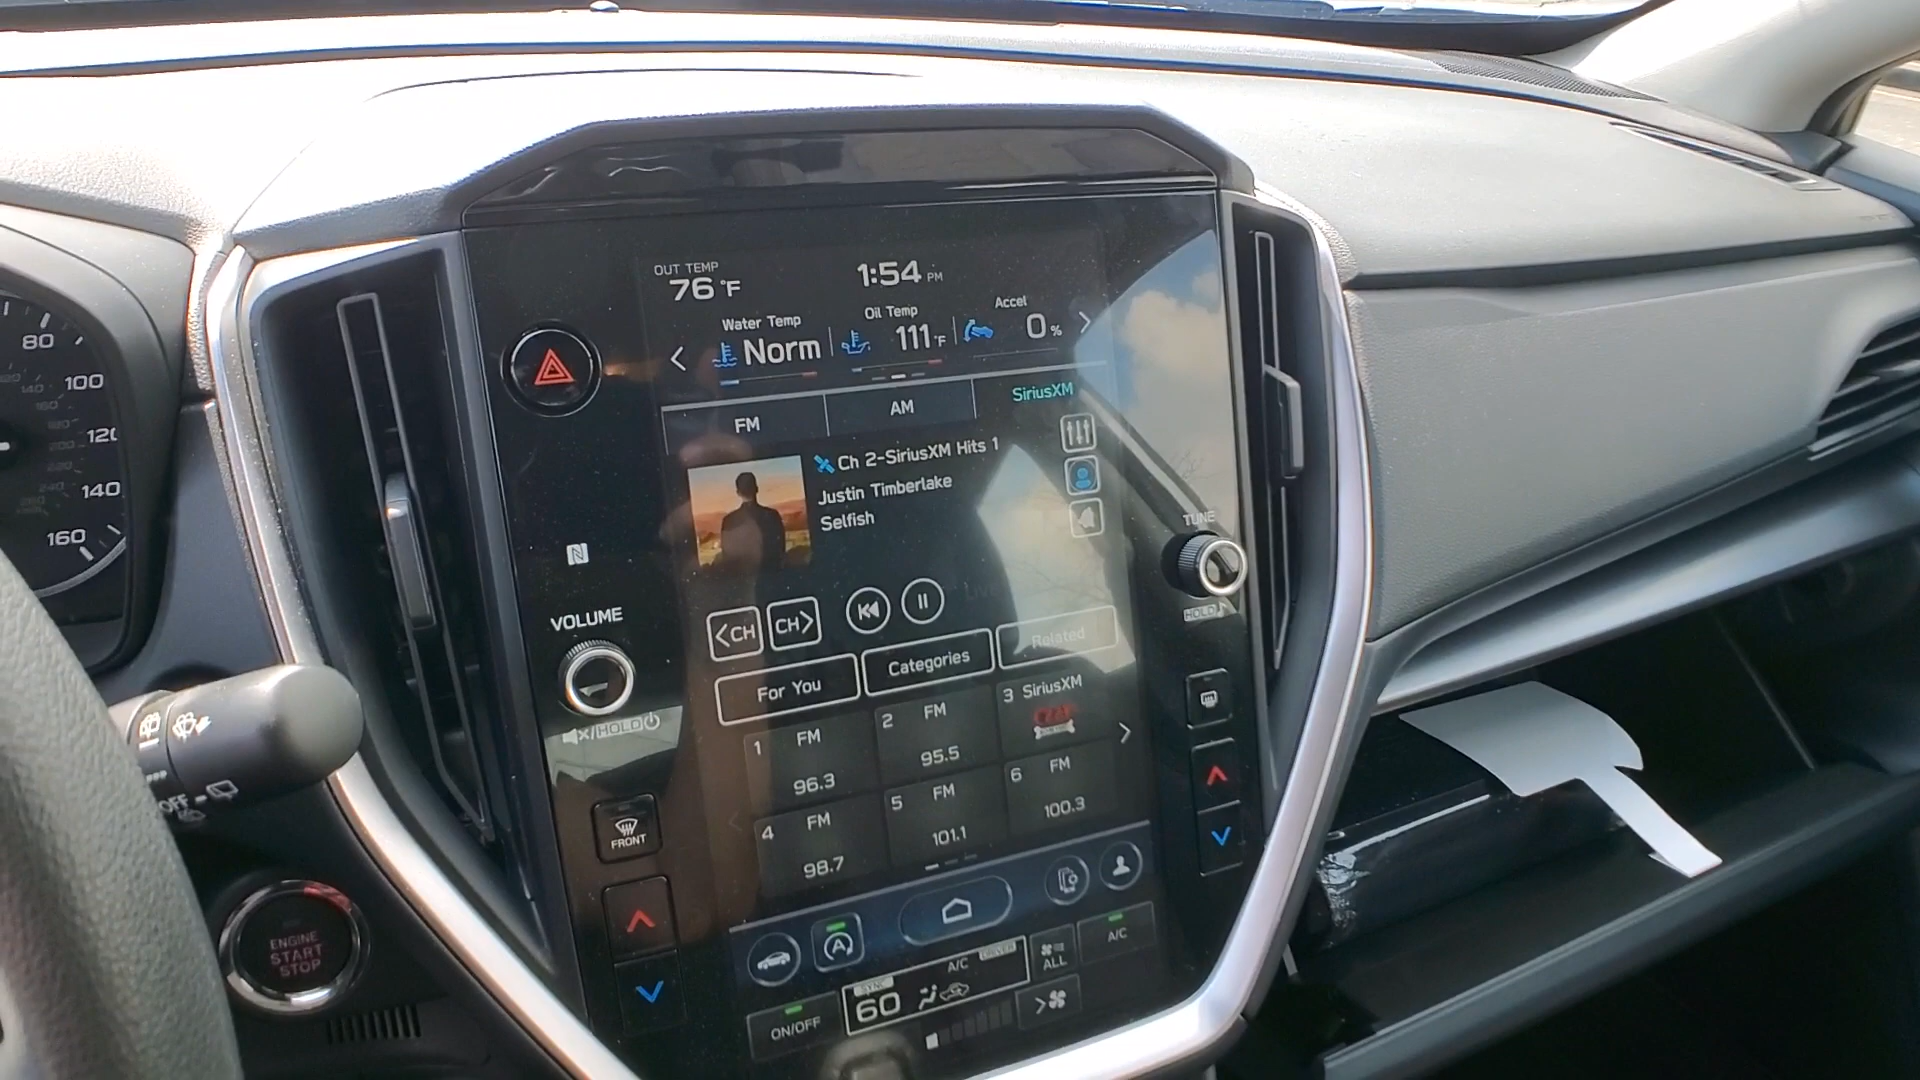 OUT TEMP
76 °F
1:54 PM
Water Temp
Norm
Oil Temp
111 °F
Accel
0 %
FM
AM
SiriusXM
Ch 2-SiriusXM Hits 1
Justin Timberlake
Selfish
Live
<CH
CH>
For You
Categories
Related
1 FM
96.3
2 FM
95.5
3 SiriusXM
4 FM
98.7
5 FM
101.1
6 FM
100.3
VOLUME
HOLD
TUNE
HOLD
FRONT
A
ON/OFF
SYNC
60
A/C
DRIVER
ALL
A/C
ENGINE
START
STOP
OFF
80
100
120
140
160
N